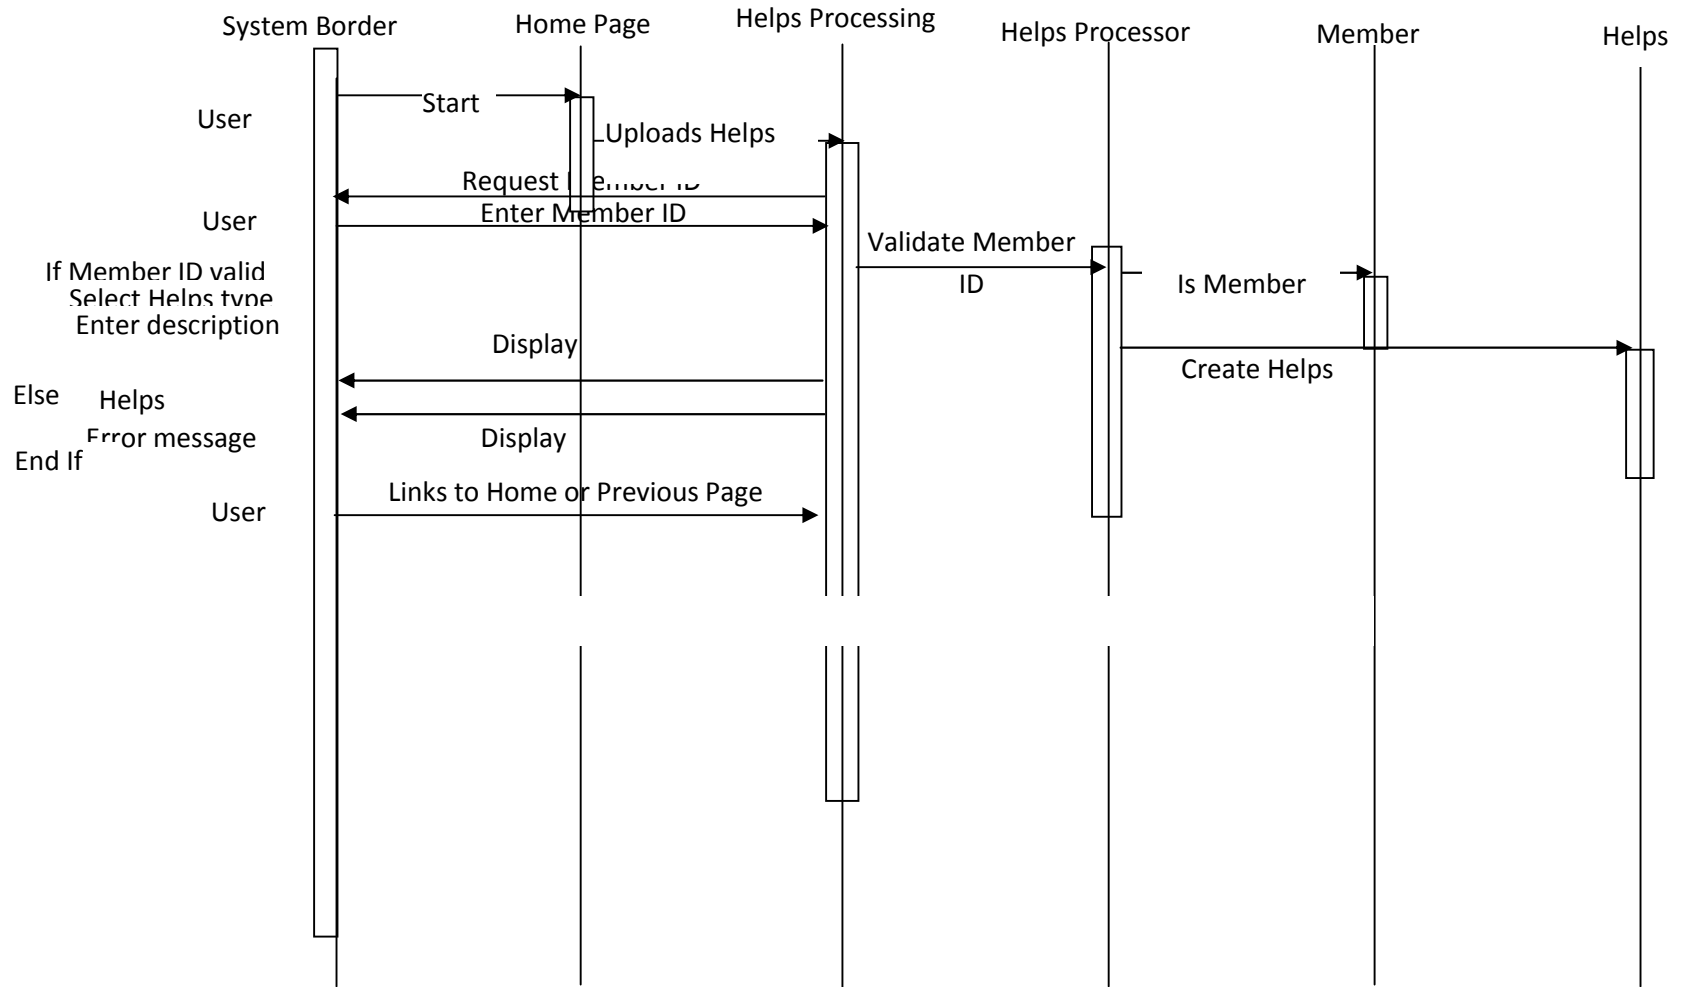 System Border
Home Page
Helps Processing
Helps Processor
Member
Helps
Start
User
Uploads Helps
Request Member ID
User
Enter Member ID
Validate Member
ID
Is Member
If Member ID valid
Select Helps type
Enter description
Display
Create Helps
Else
Helps
Error message
Display
End If
Links to Home or Previous Page
User